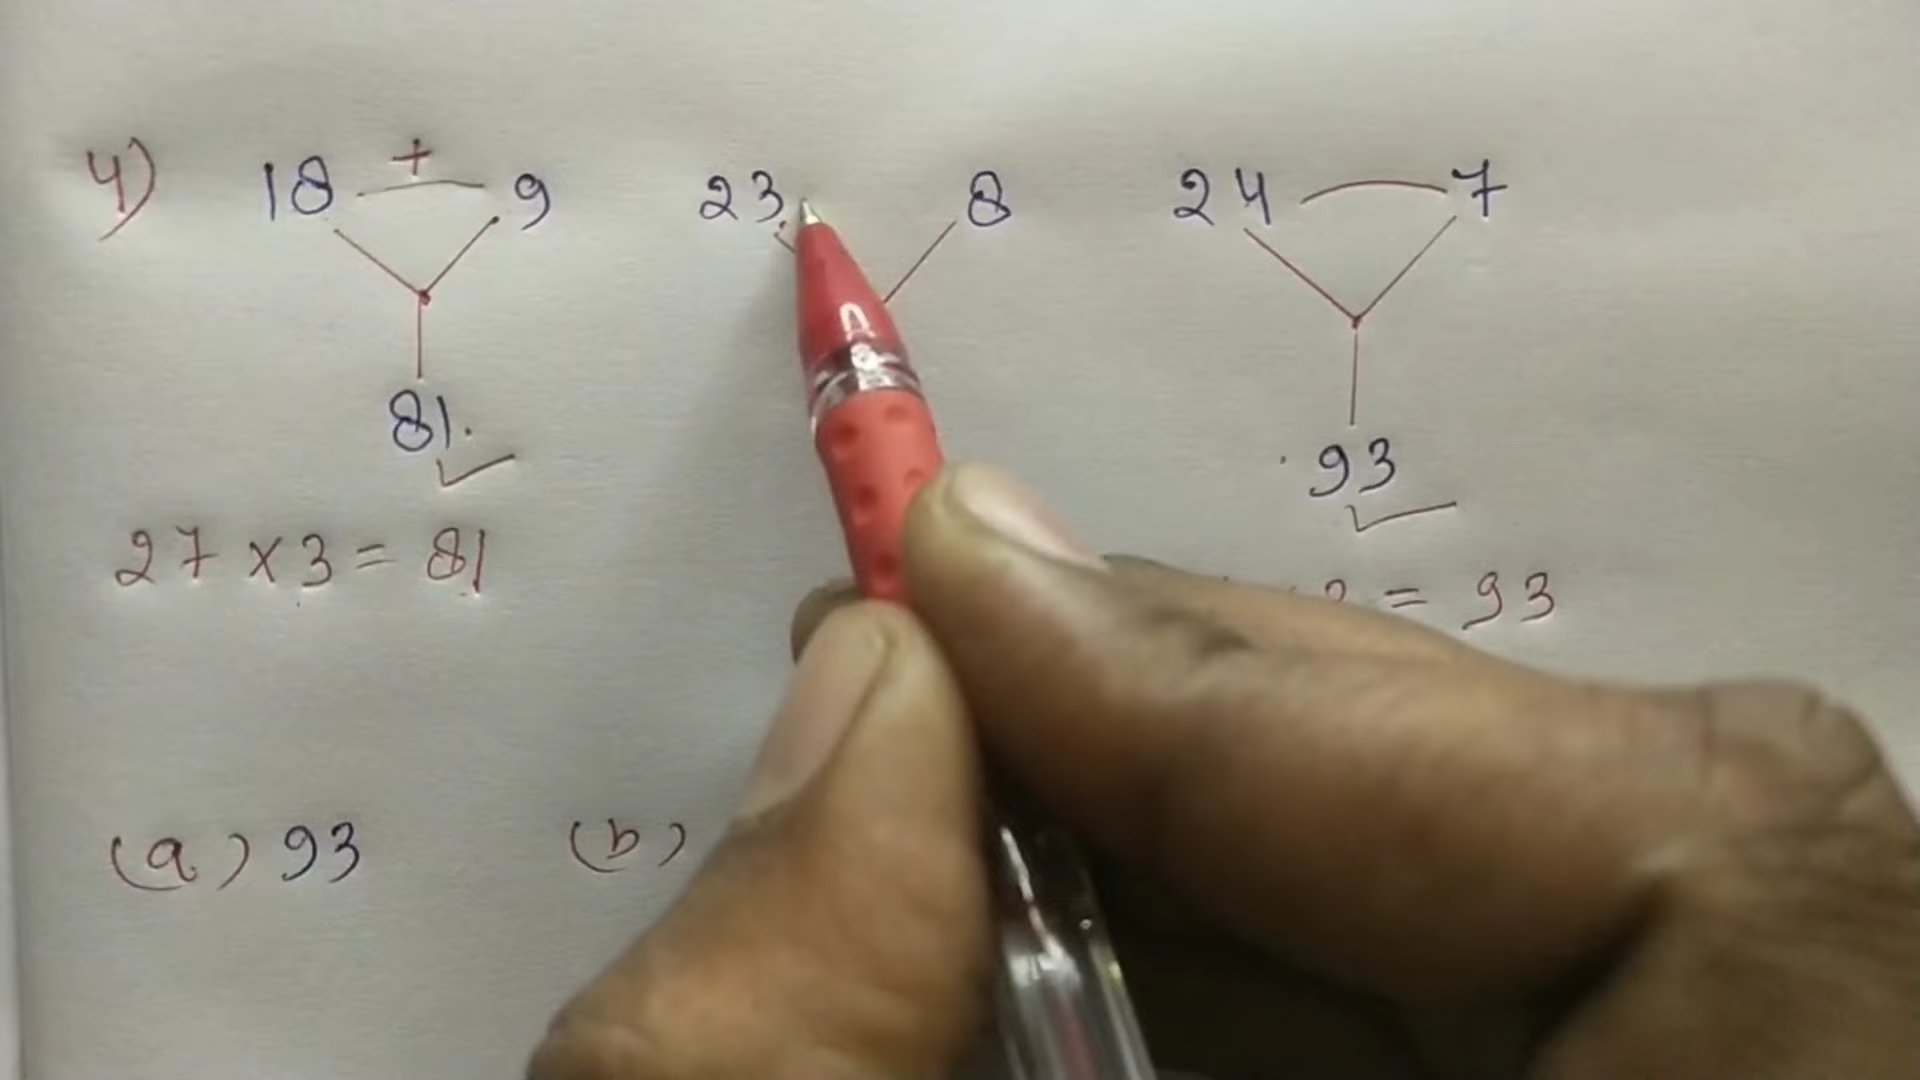 4) 18 + 9 23 8 24 7
81. 93
27 × 3 = 81 = 93
(a) 93 (b)